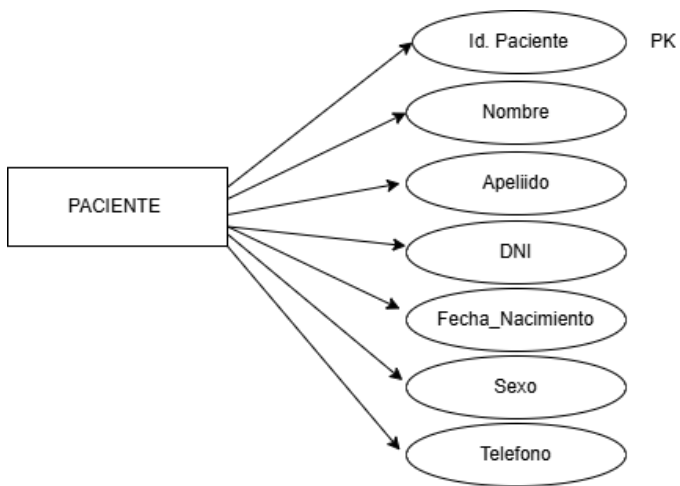 Id. Paciente PK
Nombre
Apeliido
PACIENTE
DNI
Fecha_Nacimiento
Sexo
Telefono